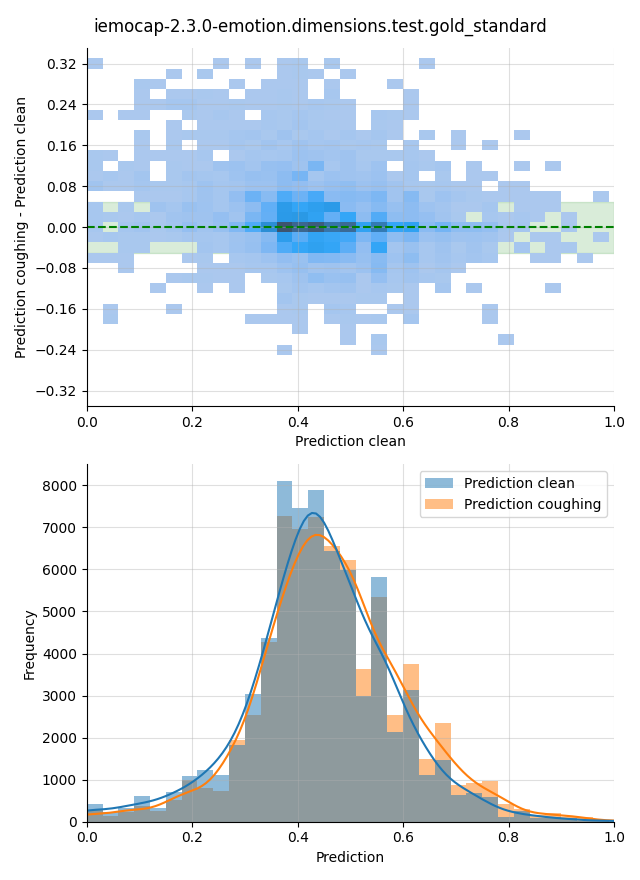 iemocap-2.3.0-emotion.dimensions.test.gold_standard
0.32
0.24
0.16
0.08
0.00
−0.08
−0.16
−0.24
−0.32
Prediction coughing - Prediction clean
0.0 0.2 0.4 0.6 0.8 1.0
Prediction clean
Prediction clean
Prediction coughing
8000
7000
6000
5000
4000
3000
2000
1000
0
Frequency
0.0 0.2 0.4 0.6 0.8 1.0
Prediction